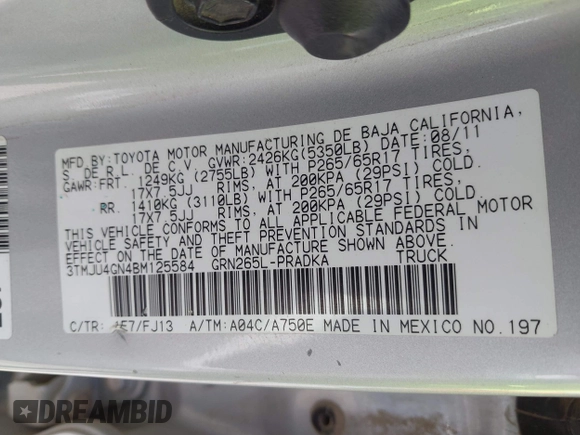 MFD.BY:TOYOTA MOTOR MANUFACTURING DE BAJA CALIFORNIA,
S. DE R.L. DE C.V. GVWR:2426KG(5350LB) DATE:08/11
GAWR:FRT. 1249KG (2755LB) WITH P265/65R17 TIRES,
17X7.5JJ RIMS, AT 200KPA (29PSI) COLD.
RR. 1410KG (3110LB) WITH P265/65R17 TIRES,
17X7.5JJ RIMS, AT 200KPA (29PSI) COLD.
THIS VEHICLE CONFORMS TO ALL APPLICABLE FEDERAL MOTOR
VEHICLE SAFETY AND THEFT PREVENTION STANDARDS IN
EFFECT ON THE DATE OF MANUFACTURE SHOWN ABOVE.
3TMJU4GN4BM125584 GRN265L-PRADKA TRUCK
C/TR: FJ13 A/TM:A04C/A750E MADE IN MEXICO NO.197
DREAMBID